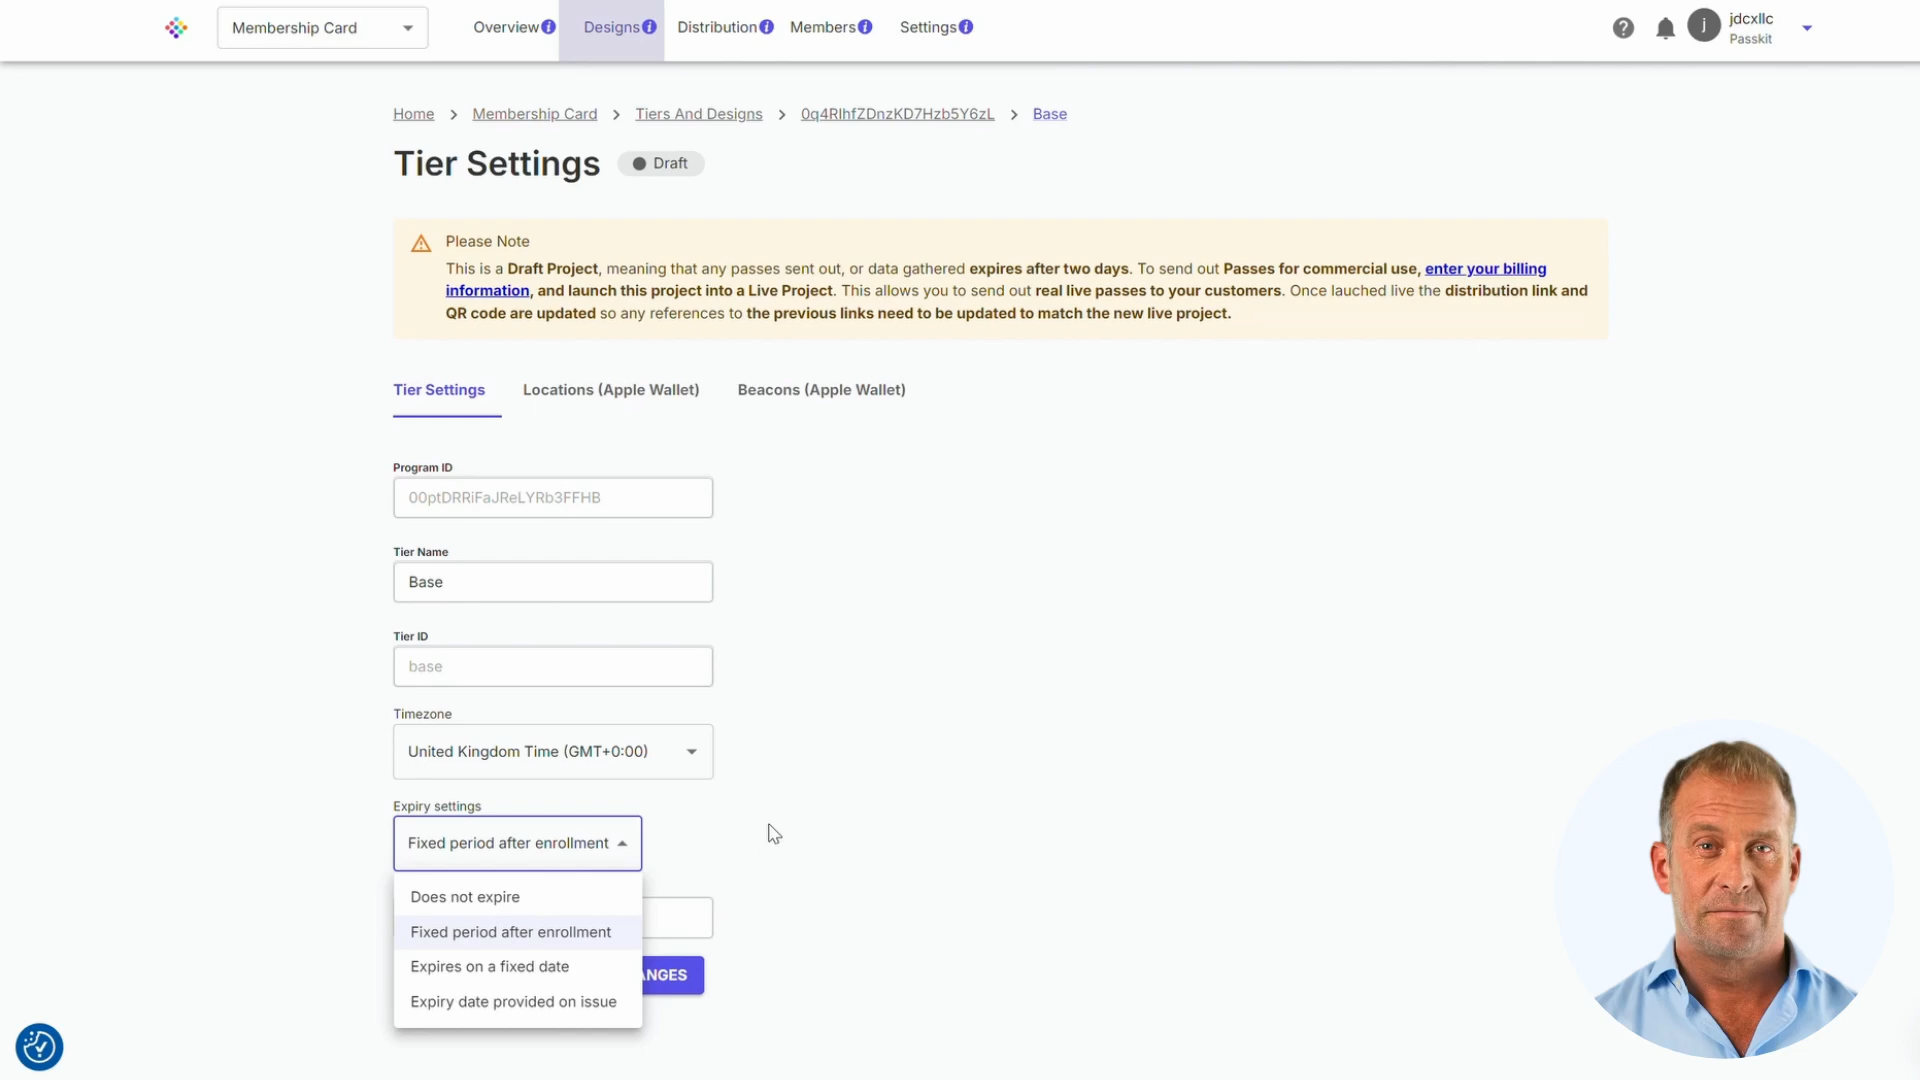 Membership Card
Overview
Designs
Distribution
Members
Settings
j
jdcxllc
Passkit
Home > Membership Card > Tiers And Designs > 0q4RIhfZDnzKD7Hzb5Y6zL > Base
Tier Settings
Draft
Please Note
This is a Draft Project, meaning that any passes sent out, or data gathered expires after two days. To send out Passes for commercial use, enter your billing
information, and launch this project into a Live Project. This allows you to send out real live passes to your customers. Once lauched live the distribution link and
QR code are updated so any references to the previous links need to be updated to match the new live project.
Tier Settings
Locations (Apple Wallet)
Beacons (Apple Wallet)
Program ID
00ptDRRiFaJReLYRb3FFHB
Tier Name
Base
Tier ID
base
Timezone
United Kingdom Time (GMT+0:00)
Expiry settings
Fixed period after enrollment
Does not expire
Fixed period after enrollment
Expires on a fixed date
Expiry date provided on issue
ANGES